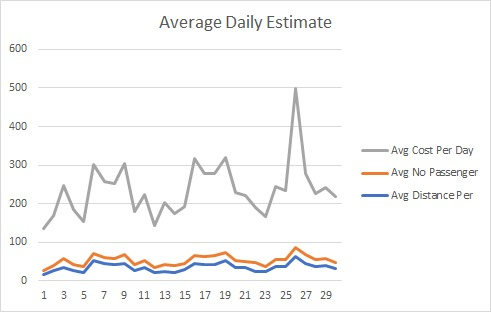 Average Daily Estimate
600
500
400
300
200
100
0
1 3 5 7 9 11 13 15 17 19 21 23 25 27 29
Avg Cost Per Day
Avg No Passenger
Avg Distance Per